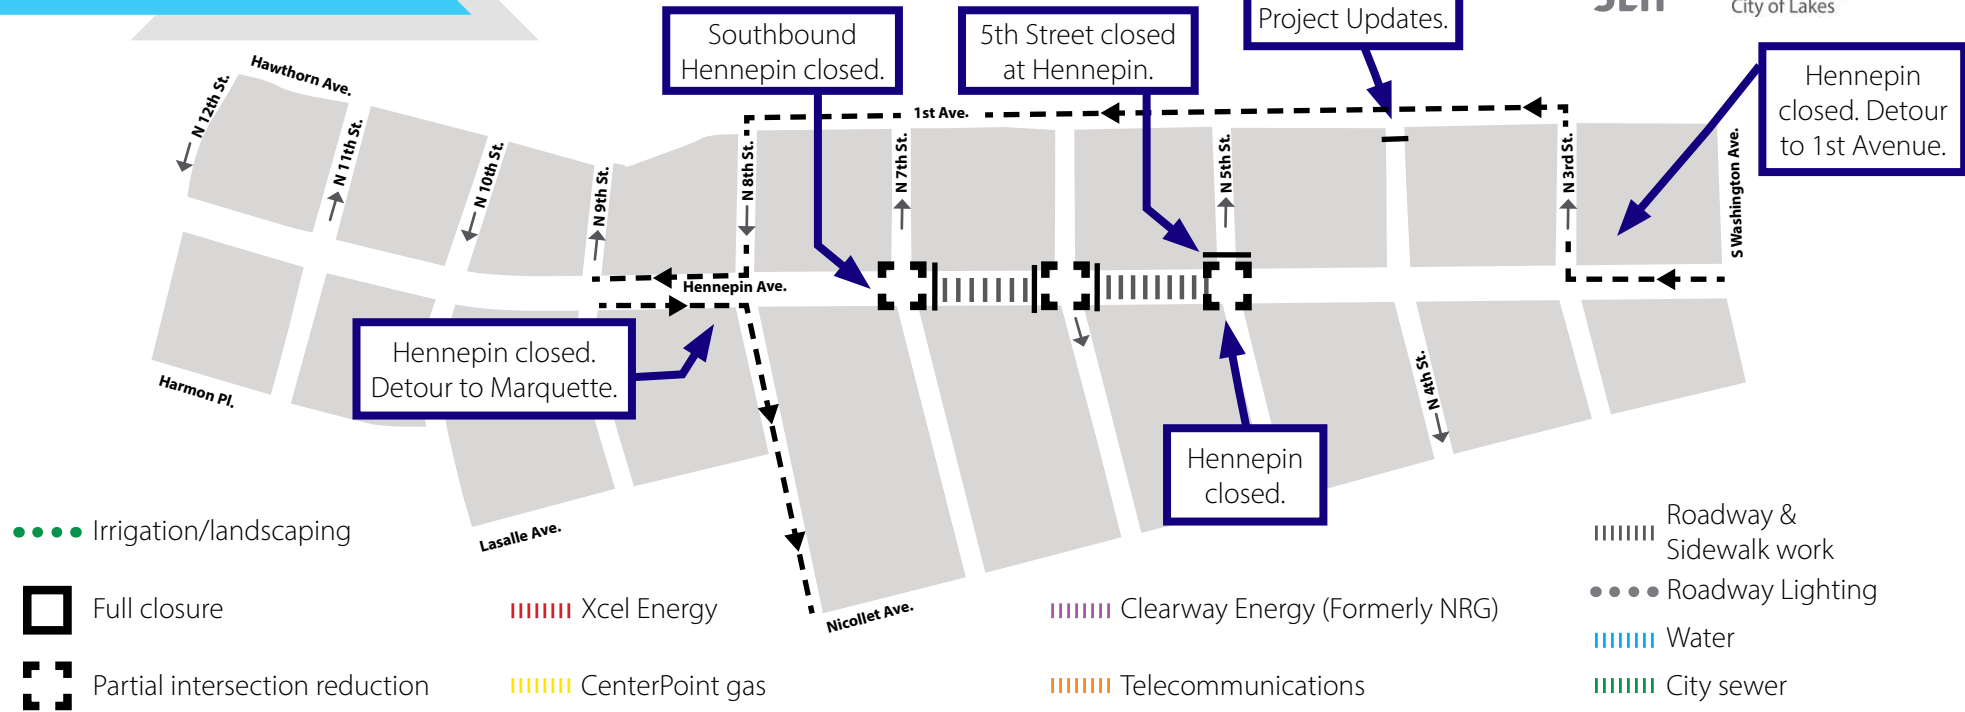 City of Lakes
Project Updates.
Southbound
Hennepin closed.
5th Street closed
at Hennepin.
Hennepin
closed. Detour
to 1st Avenue.
Hawthorn Ave.
N 12th St.
N 11th St.
N 10th St.
N 9th St.
N 8th St.
1st Ave.
N 7th St.
N 5th St.
N 3rd St.
S Washington Ave.
Hennepin Ave.
Hennepin closed.
Detour to Marquette.
Harmon Pl.
N 4th St.
Hennepin
closed.
Lasalle Ave.
Nicollet Ave.
Irrigation/landscaping
Full closure
Partial intersection reduction
Xcel Energy
CenterPoint gas
Clearway Energy (Formerly NRG)
Telecommunications
Roadway &
Sidewalk work
Roadway Lighting
Water
City sewer